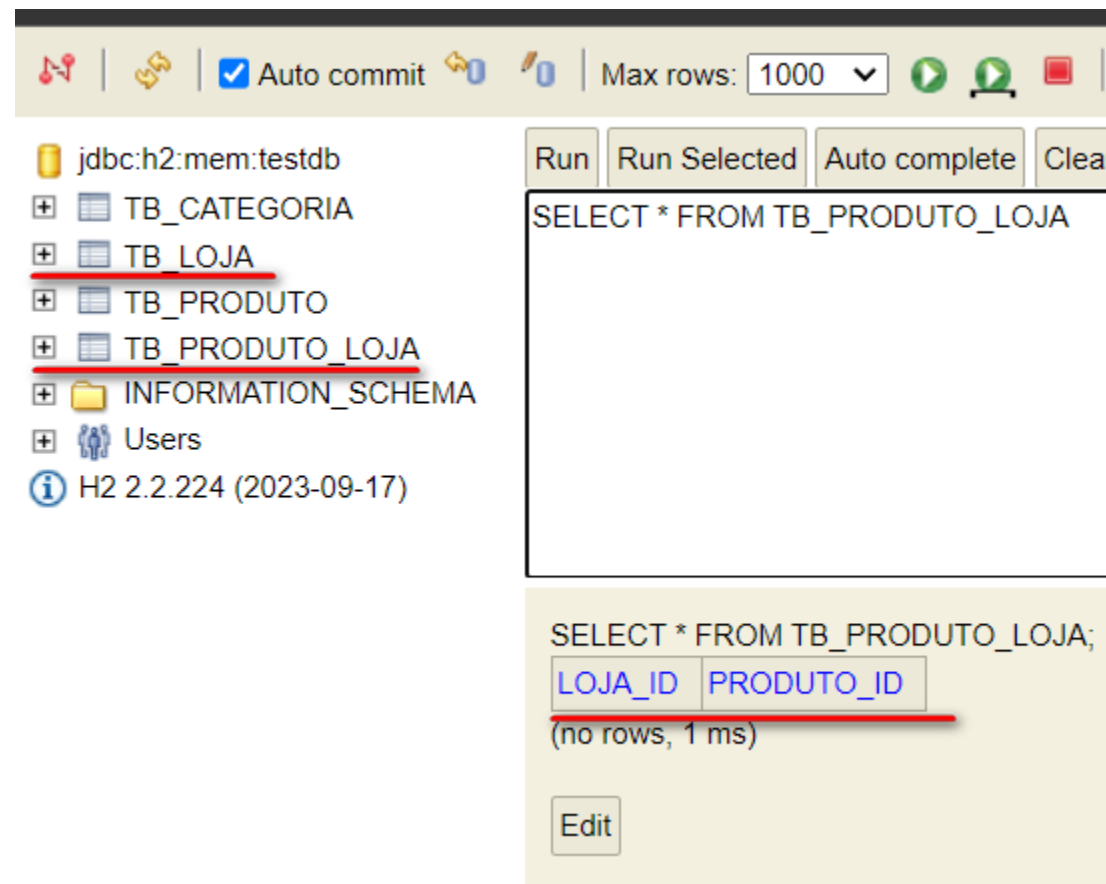 Auto commit Max rows: 1000
jdbc:h2:mem:testdb
TB_CATEGORIA
TB_LOJA
TB_PRODUTO
TB_PRODUTO_LOJA
INFORMATION_SCHEMA
Users
H2 2.2.224 (2023-09-17)
Run Run Selected Auto complete Clea
SELECT * FROM TB_PRODUTO_LOJA
SELECT * FROM TB_PRODUTO_LOJA;
LOJA_ID PRODUTO_ID
(no rows, 1 ms)
Edit